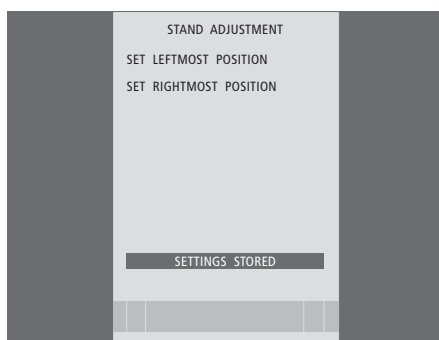 STAND ADJUSTMENT
SET LEFTMOST POSITION
SET RIGHTMOST POSITION
SETTINGS STORED